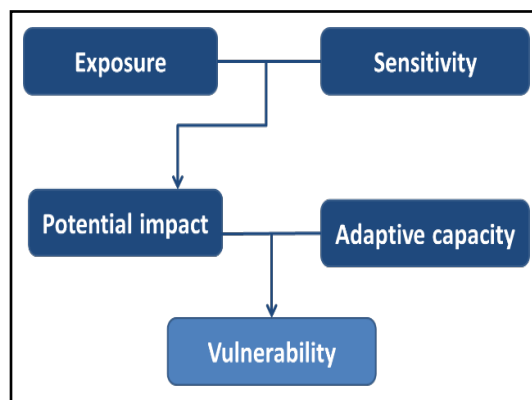 Exposure
Sensitivity
Potential impact
Adaptive capacity
Vulnerability